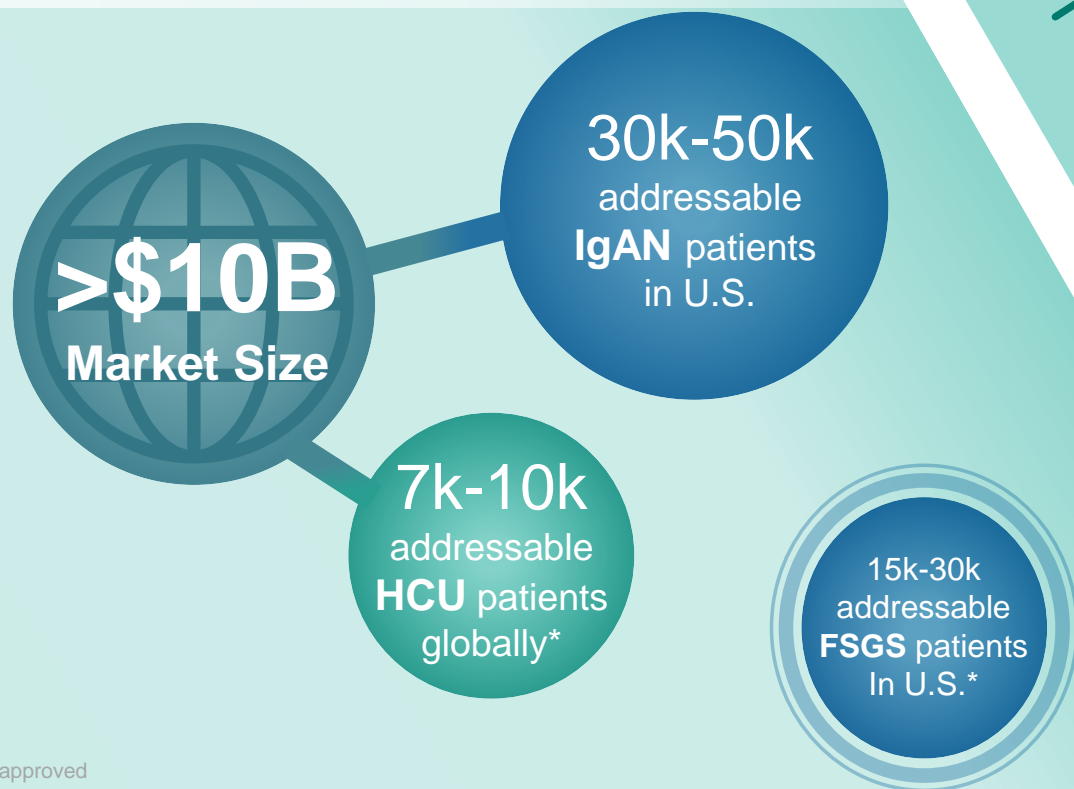 >$10B
Market Size
30k-50k
addressable
IgAN patients
in U.S.
7k-10k
addressable
HCU patients
globally*
15k-30k
addressable
FSGS patients
In U.S.*
approved